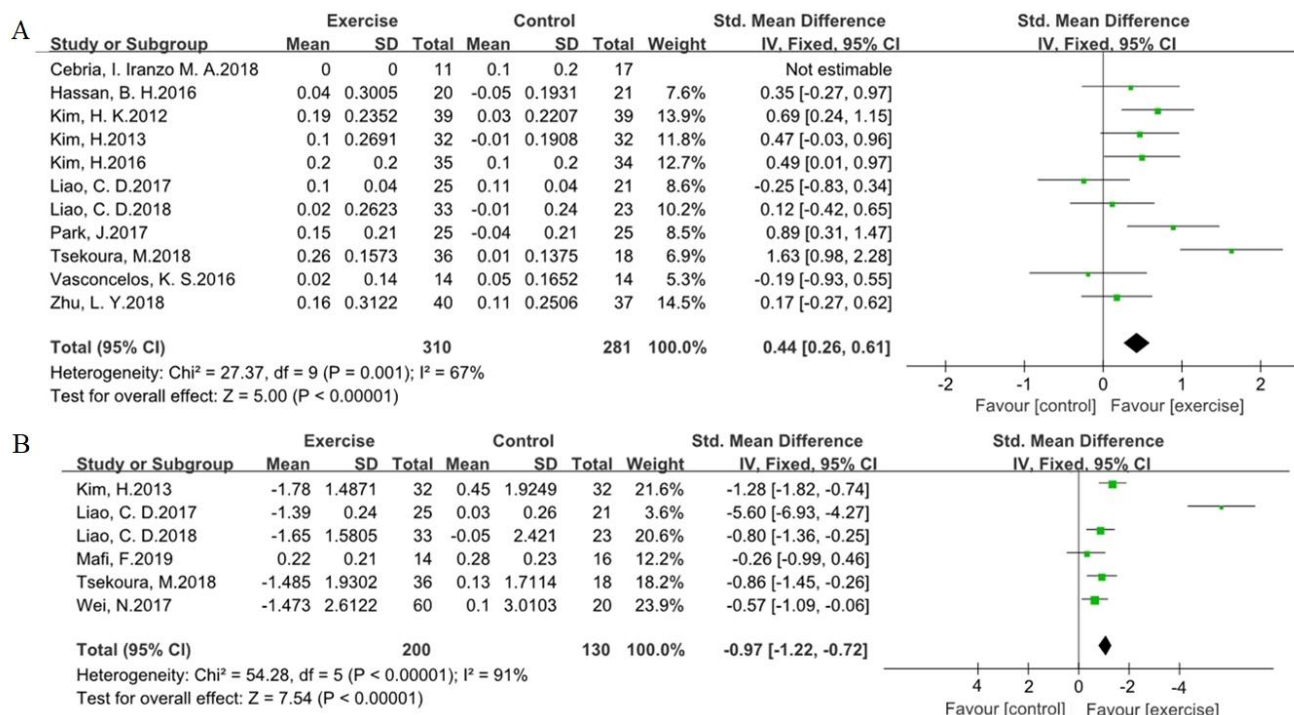 A
Exercise Control Std. Mean Difference Std. Mean Difference
Study or Subgroup Mean SD Total Mean SD Total Weight IV, Fixed, 95% CI IV, Fixed, 95% CI
Cebria, I. Iranzo M. A.2018 0 0 11 0.1 0.2 17 Not estimable
Hassan, B. H.2016 0.04 0.3005 20 -0.05 0.1931 21 7.6% 0.35 [-0.27, 0.97]
Kim, H. K.2012 0.19 0.2352 39 0.03 0.2207 39 13.9% 0.69 [0.24, 1.15]
Kim, H.2013 0.1 0.2691 32 -0.01 0.1908 32 11.8% 0.47 [-0.03, 0.96]
Kim, H.2016 0.2 0.2 35 0.1 0.2 34 12.7% 0.49 [0.01, 0.97]
Liao, C. D.2017 0.1 0.04 25 0.11 0.04 21 8.6% -0.25 [-0.83, 0.34]
Liao, C. D.2018 0.02 0.2623 33 -0.01 0.24 23 10.2% 0.12 [-0.42, 0.65]
Park, J.2017 0.15 0.21 25 -0.04 0.21 25 8.5% 0.89 [0.31, 1.47]
Tsekoura, M.2018 0.26 0.1573 36 0.01 0.1375 18 6.9% 1.63 [0.98, 2.28]
Vasconcelos, K. S.2016 0.02 0.14 14 0.05 0.1652 14 5.3% -0.19 [-0.93, 0.55]
Zhu, L. Y.2018 0.16 0.3122 40 0.11 0.2506 37 14.5% 0.17 [-0.27, 0.62]
Total (95% CI) 310 281 100.0% 0.44 [0.26, 0.61]
Heterogeneity: Chi² = 27.37, df = 9 (P = 0.001); I² = 67%
Test for overall effect: Z = 5.00 (P < 0.00001)
-2 -1 0 1 2
Favour [control] Favour [exercise]
B
Exercise Control Std. Mean Difference Std. Mean Difference
Study or Subgroup Mean SD Total Mean SD Total Weight IV, Fixed, 95% CI IV, Fixed, 95% CI
Kim, H.2013 -1.78 1.4871 32 0.45 1.9249 32 21.6% -1.28 [-1.82, -0.74]
Liao, C. D.2017 -1.39 0.24 25 0.03 0.26 21 3.6% -5.60 [-6.93, -4.27]
Liao, C. D.2018 -1.65 1.5805 33 -0.05 2.421 23 20.6% -0.80 [-1.36, -0.25]
Mafi, F.2019 0.22 0.21 14 0.28 0.23 16 12.2% -0.26 [-0.99, 0.46]
Tsekoura, M.2018 -1.485 1.9302 36 0.13 1.7114 18 18.2% -0.86 [-1.45, -0.26]
Wei, N.2017 -1.473 2.6122 60 0.1 3.0103 20 23.9% -0.57 [-1.09, -0.06]
Total (95% CI) 200 130 100.0% -0.97 [-1.22, -0.72]
Heterogeneity: Chi² = 54.28, df = 5 (P < 0.00001); I² = 91%
Test for overall effect: Z = 7.54 (P < 0.00001)
4 2 0 -2 -4
Favour [control] Favour [exercise]